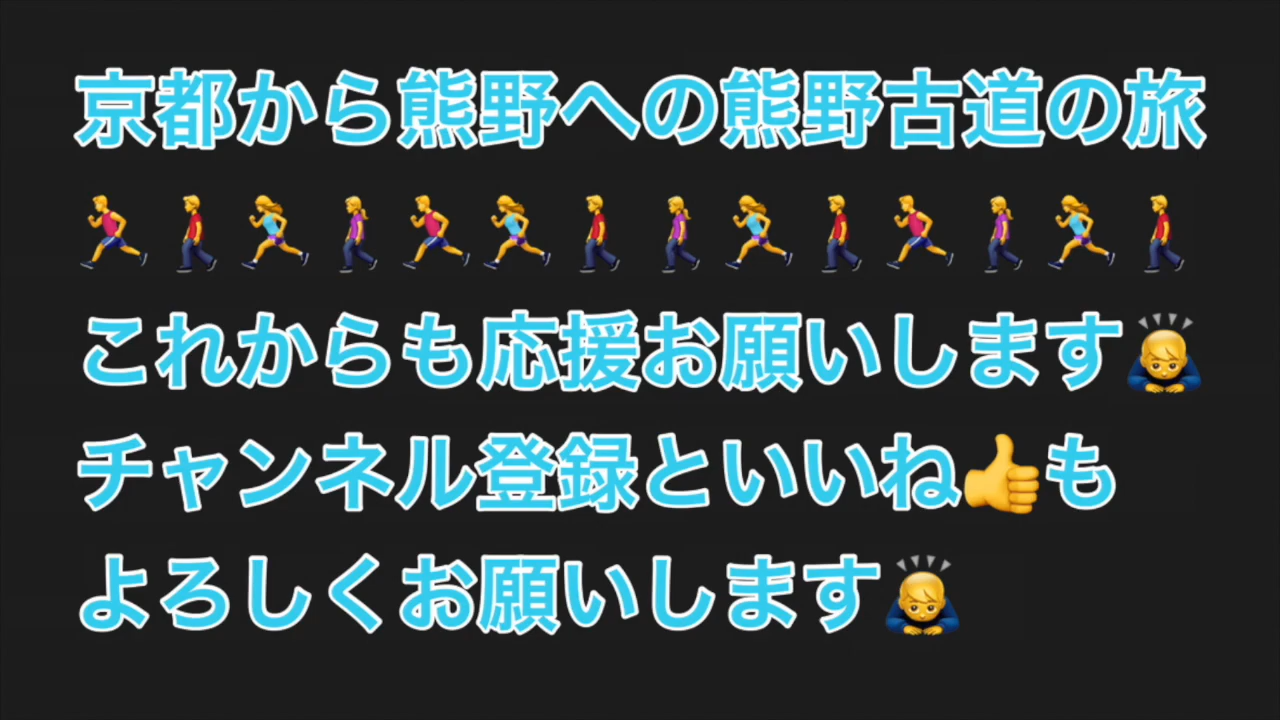 京都から熊野への熊野古道の旅
🏃‍♂️🚶‍♂️🏃‍♀️🚶‍♀️🏃‍♂️🏃‍♀️🚶‍♂️🚶‍♀️🏃‍♀️🚶‍♂️🏃‍♂️🚶‍♀️🏃‍♀️🚶‍♂️
これからも応援お願いします🙇‍♂️
チャンネル登録といいね👍も
よろしくお願いします🙇‍♂️